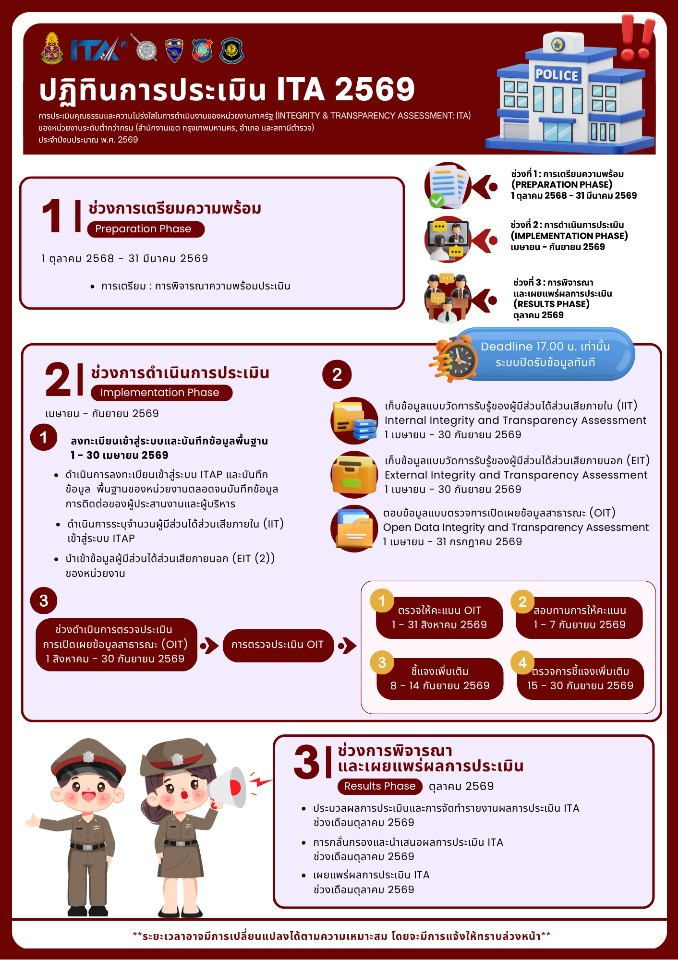 ITAP
ปฏิทินการประเมิน ITA 2569
การประเมินคุณธรรมและความโปร่งใสในการดำเนินงานของหน่วยงานภาครัฐ (INTEGRITY & TRANSPARENCY ASSESSMENT: ITA)
ของหน่วยงานระดับต่ำกว่ากรม (สำนักงานเขต กรุงเทพมหานคร, อำเภอ และสถานีตำรวจ)
ประจำปีงบประมาณ พ.ศ. 2569
POLICE
ช่วงที่ 1 : การเตรียมความพร้อม
(PREPARATION PHASE)
1 ตุลาคม 2568 - 31 มีนาคม 2569
ช่วงที่ 2 : การดำเนินการประเมิน
(IMPLEMENTATION PHASE)
เมษายน - กันยายน 2569
ช่วงที่ 3 : การพิจารณา
และเผยแพร่ผลการประเมิน
(RESULTS PHASE)
ตุลาคม 2569
1 ช่วงการเตรียมความพร้อม
Preparation Phase
1 ตุลาคม 2568 - 31 มีนาคม 2569
• การเตรียม : การพิจารณาความพร้อมประเมิน
Deadline 17.00 น. เท่านั้น
ระบบปิดรับข้อมูลทันที
2 ช่วงการดำเนินการประเมิน
Implementation Phase
เมษายน - กันยายน 2569
1
ลงทะเบียนเข้าสู่ระบบและบันทึกข้อมูลพื้นฐาน
1 - 30 เมษายน 2569
• ดำเนินการลงทะเบียนเข้าสู่ระบบ ITAP และบันทึก
ข้อมูล พื้นฐานของหน่วยงานตลอดจนบันทึกข้อมูล
การติดต่อของผู้ประสานงานและผู้บริหาร
• ดำเนินการระบุจำนวนผู้มีส่วนได้ส่วนเสียภายใน (IIT)
เข้าสู่ระบบ ITAP
• นำเข้าข้อมูลผู้มีส่วนได้ส่วนเสียภายนอก (EIT (2))
ของหน่วยงาน
2
เก็บข้อมูลแบบวัดการรับรู้ของผู้มีส่วนได้ส่วนเสียภายใน (IIT)
Internal Integrity and Transparency Assessment
1 เมษายน - 30 กันยายน 2569
เก็บข้อมูลแบบวัดการรับรู้ของผู้มีส่วนได้ส่วนเสียภายนอก (EIT)
External Integrity and Transparency Assessment
1 เมษายน - 30 กันยายน 2569
ตอบข้อมูลแบบตรวจการเปิดเผยข้อมูลสาธารณะ (OIT)
Open Data Integrity and Transparency Assessment
1 เมษายน - 31 กรกฎาคม 2569
3
ช่วงดำเนินการตรวจประเมิน
การเปิดเผยข้อมูลสาธารณะ (OIT)
1 สิงหาคม - 30 กันยายน 2569
การตรวจประเมิน OIT
1
ตรวจให้คะแนน OIT
1 - 31 สิงหาคม 2569
2
สอบทานการให้คะแนน
1 - 7 กันยายน 2569
3
ชี้แจงเพิ่มเติม
8 - 14 กันยายน 2569
4
ตรวจการชี้แจงเพิ่มเติม
15 - 30 กันยายน 2569
3 ช่วงการพิจารณา
และเผยแพร่ผลการประเมิน
Results Phase ตุลาคม 2569
• ประมวลผลการประเมินและการจัดทำรายงานผลการประเมิน ITA
ช่วงเดือนตุลาคม 2569
• การกลั่นกรองและนำเสนอผลการประเมิน ITA
ช่วงเดือนตุลาคม 2569
• เผยแพร่ผลการประเมิน ITA
ช่วงเดือนตุลาคม 2569
**ระยะเวลาอาจมีการเปลี่ยนแปลงได้ตามความเหมาะสม โดยจะมีการแจ้งให้ทราบล่วงหน้า**